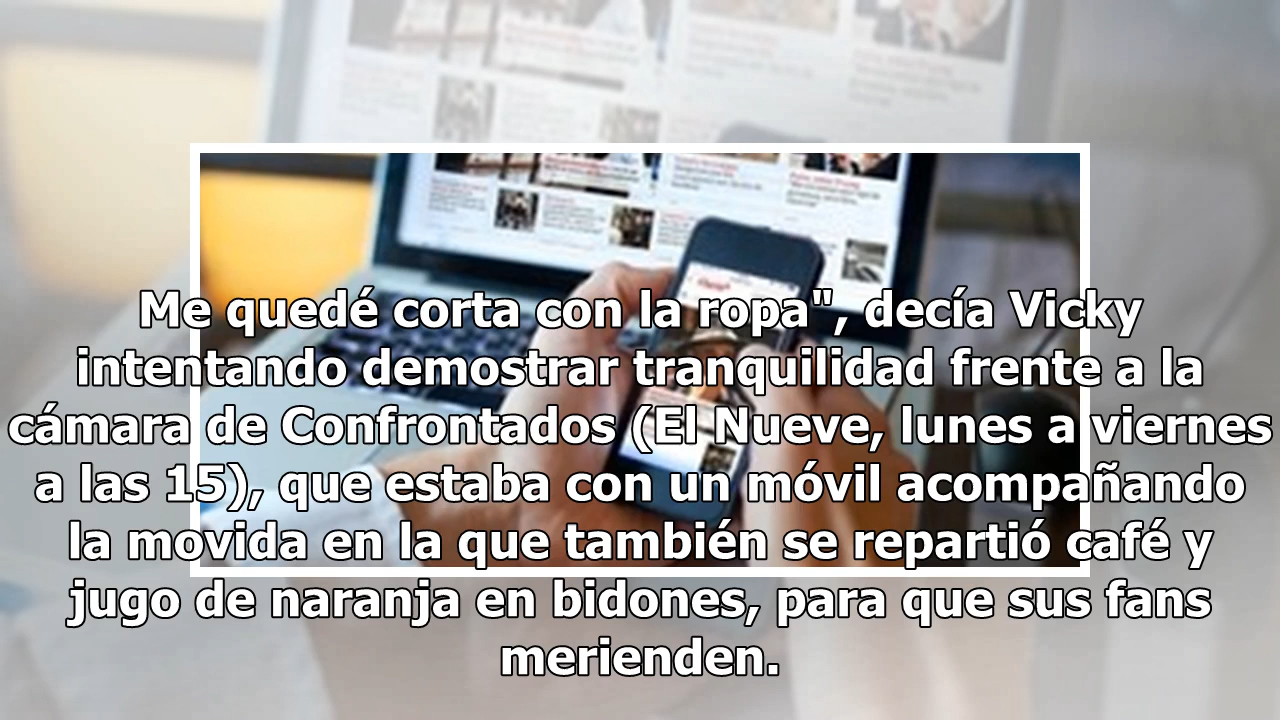 Me quedé corta con la ropa", decía Vicky
intentando demostrar tranquilidad frente a la
cámara de Confrontados (El Nueve, lunes a viernes
a las 15), que estaba con un móvil acompañando
la movida en la que también se repartió café y
jugo de naranja en bidones, para que sus fans
merienden.